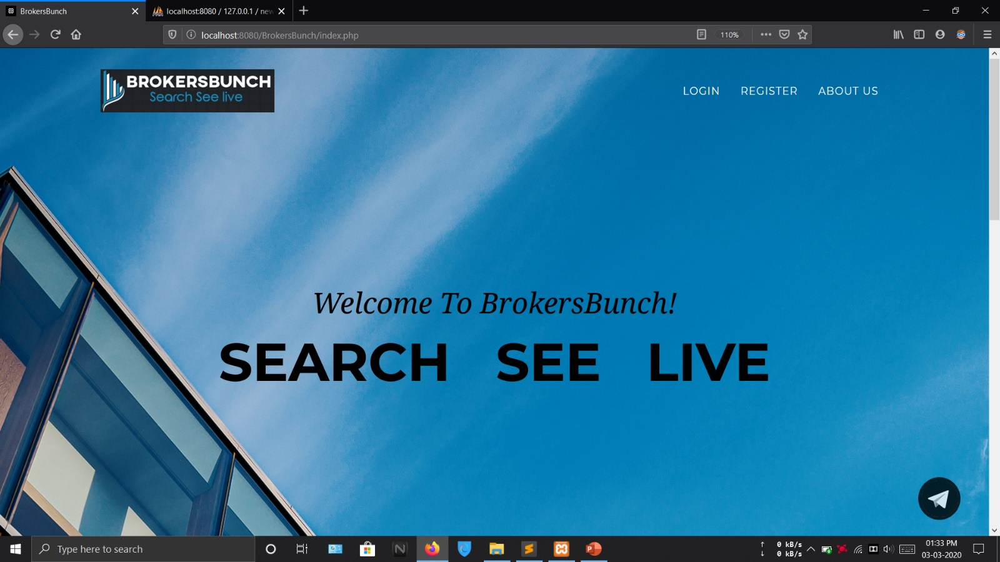 BrokersBunch
localhost:8080 / 127.0.0.1 / new
localhost:8080/BrokersBunch/index.php
110%
BROKERSBUNCH
Search See live
LOGIN
REGISTER
ABOUT US
Welcome To BrokersBunch!
SEARCH SEE LIVE
Type here to search
0 kB/s
0 kB/s
01:33 PM
03-03-2020